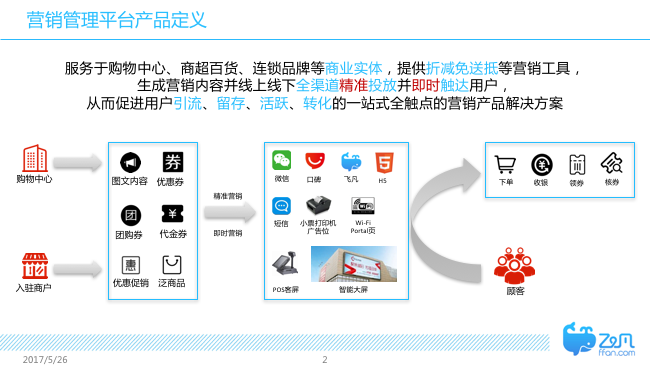 营销管理平台产品定义
服务于购物中心、商超百货、连锁品牌等商业实体，提供折减免送抵等营销工具，
生成营销内容并线上线下全渠道精准投放并即时触达用户，
从而促进用户引流、留存、活跃、转化的一站式全触点的营销产品解决方案
购物中心
入驻商户
券
图文内容
优惠券
团
¥
团购券
代金券
惠
优惠促销
泛商品
精准营销
即时营销
微信
口碑
飞凡
5
H5
短信
小票打印机
广告位
Wi Fi
Wi-Fi
Portal页
POS客屏
智能大屏
¥
下单
收银
领券
核券
顾客
飞凡
ffan.com
2017/5/26
2